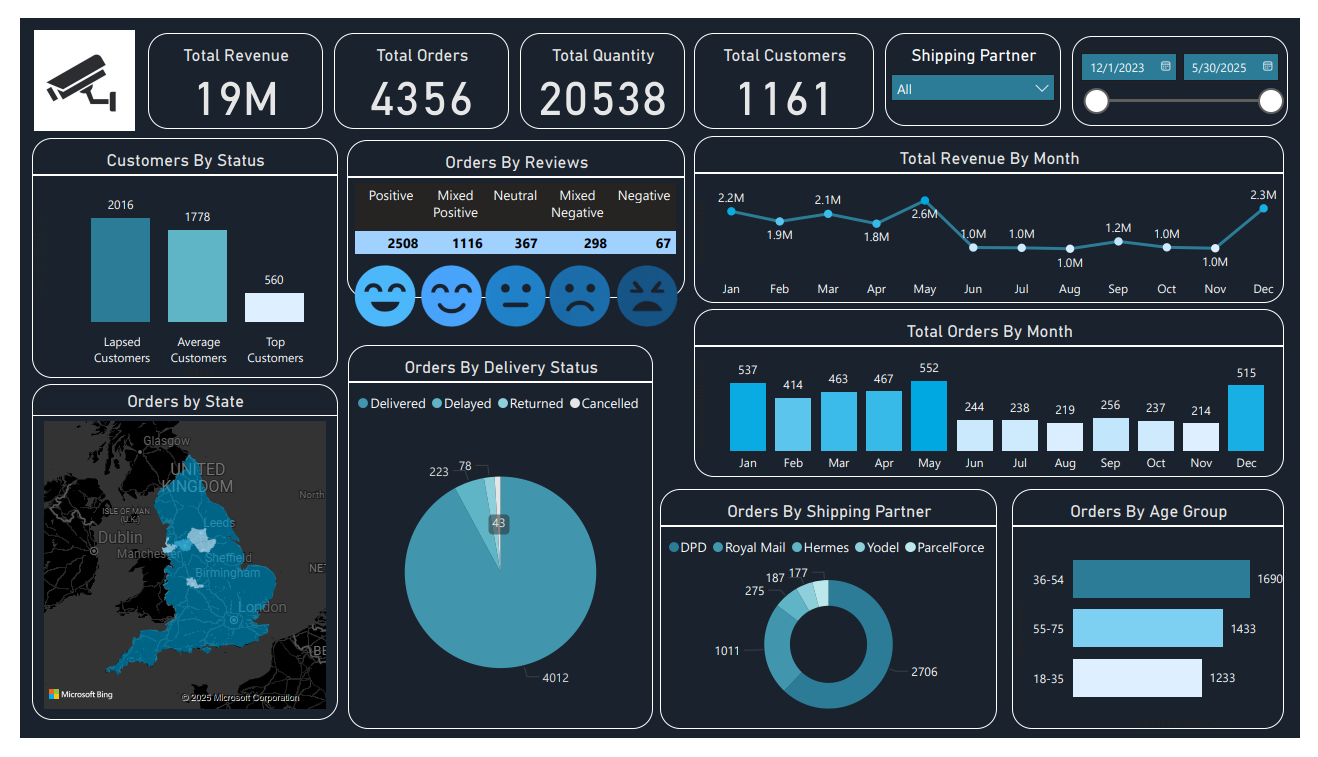 Total Revenue
19M
Total Orders
4356
Total Quantity
20538
Total Customers
1161
Shipping Partner
All
12/1/2023
5/30/2025
Customers By Status
2016
1778
560
Lapsed
Customers
Average
Customers
Top
Customers
Orders By Reviews
Positive
Mixed
Positive
Neutral
Mixed
Negative
Negative
2508 1116 367 298 67
Total Revenue By Month
2.2M
1.9M
2.1M
1.8M
2.6M
1.0M
1.0M
1.0M
1.2M
1.0M
1.0M
2.3M
Jan Feb Mar Apr May Jun Jul Aug Sep Oct Nov Dec
Total Orders By Month
537
414
463
467
552
244
238
219
256
237
214
515
Jan Feb Mar Apr May Jun Jul Aug Sep Oct Nov Dec
Orders by State
Glasgow
UNITED
KINGDOM
North
ISLE OF MAN
(U.K.)
Leeds
Dublin
Manchester
Sheffield
Birmingham
NE
London
BE
Microsoft Bing
© 2025 Microsoft Corporation
Orders By Delivery Status
Delivered Delayed Returned Cancelled
223
78
43
4012
Orders By Shipping Partner
DPD Royal Mail Hermes Yodel ParcelForce
187
177
275
1011
2706
Orders By Age Group
36-54 1690
55-75 1433
18-35 1233